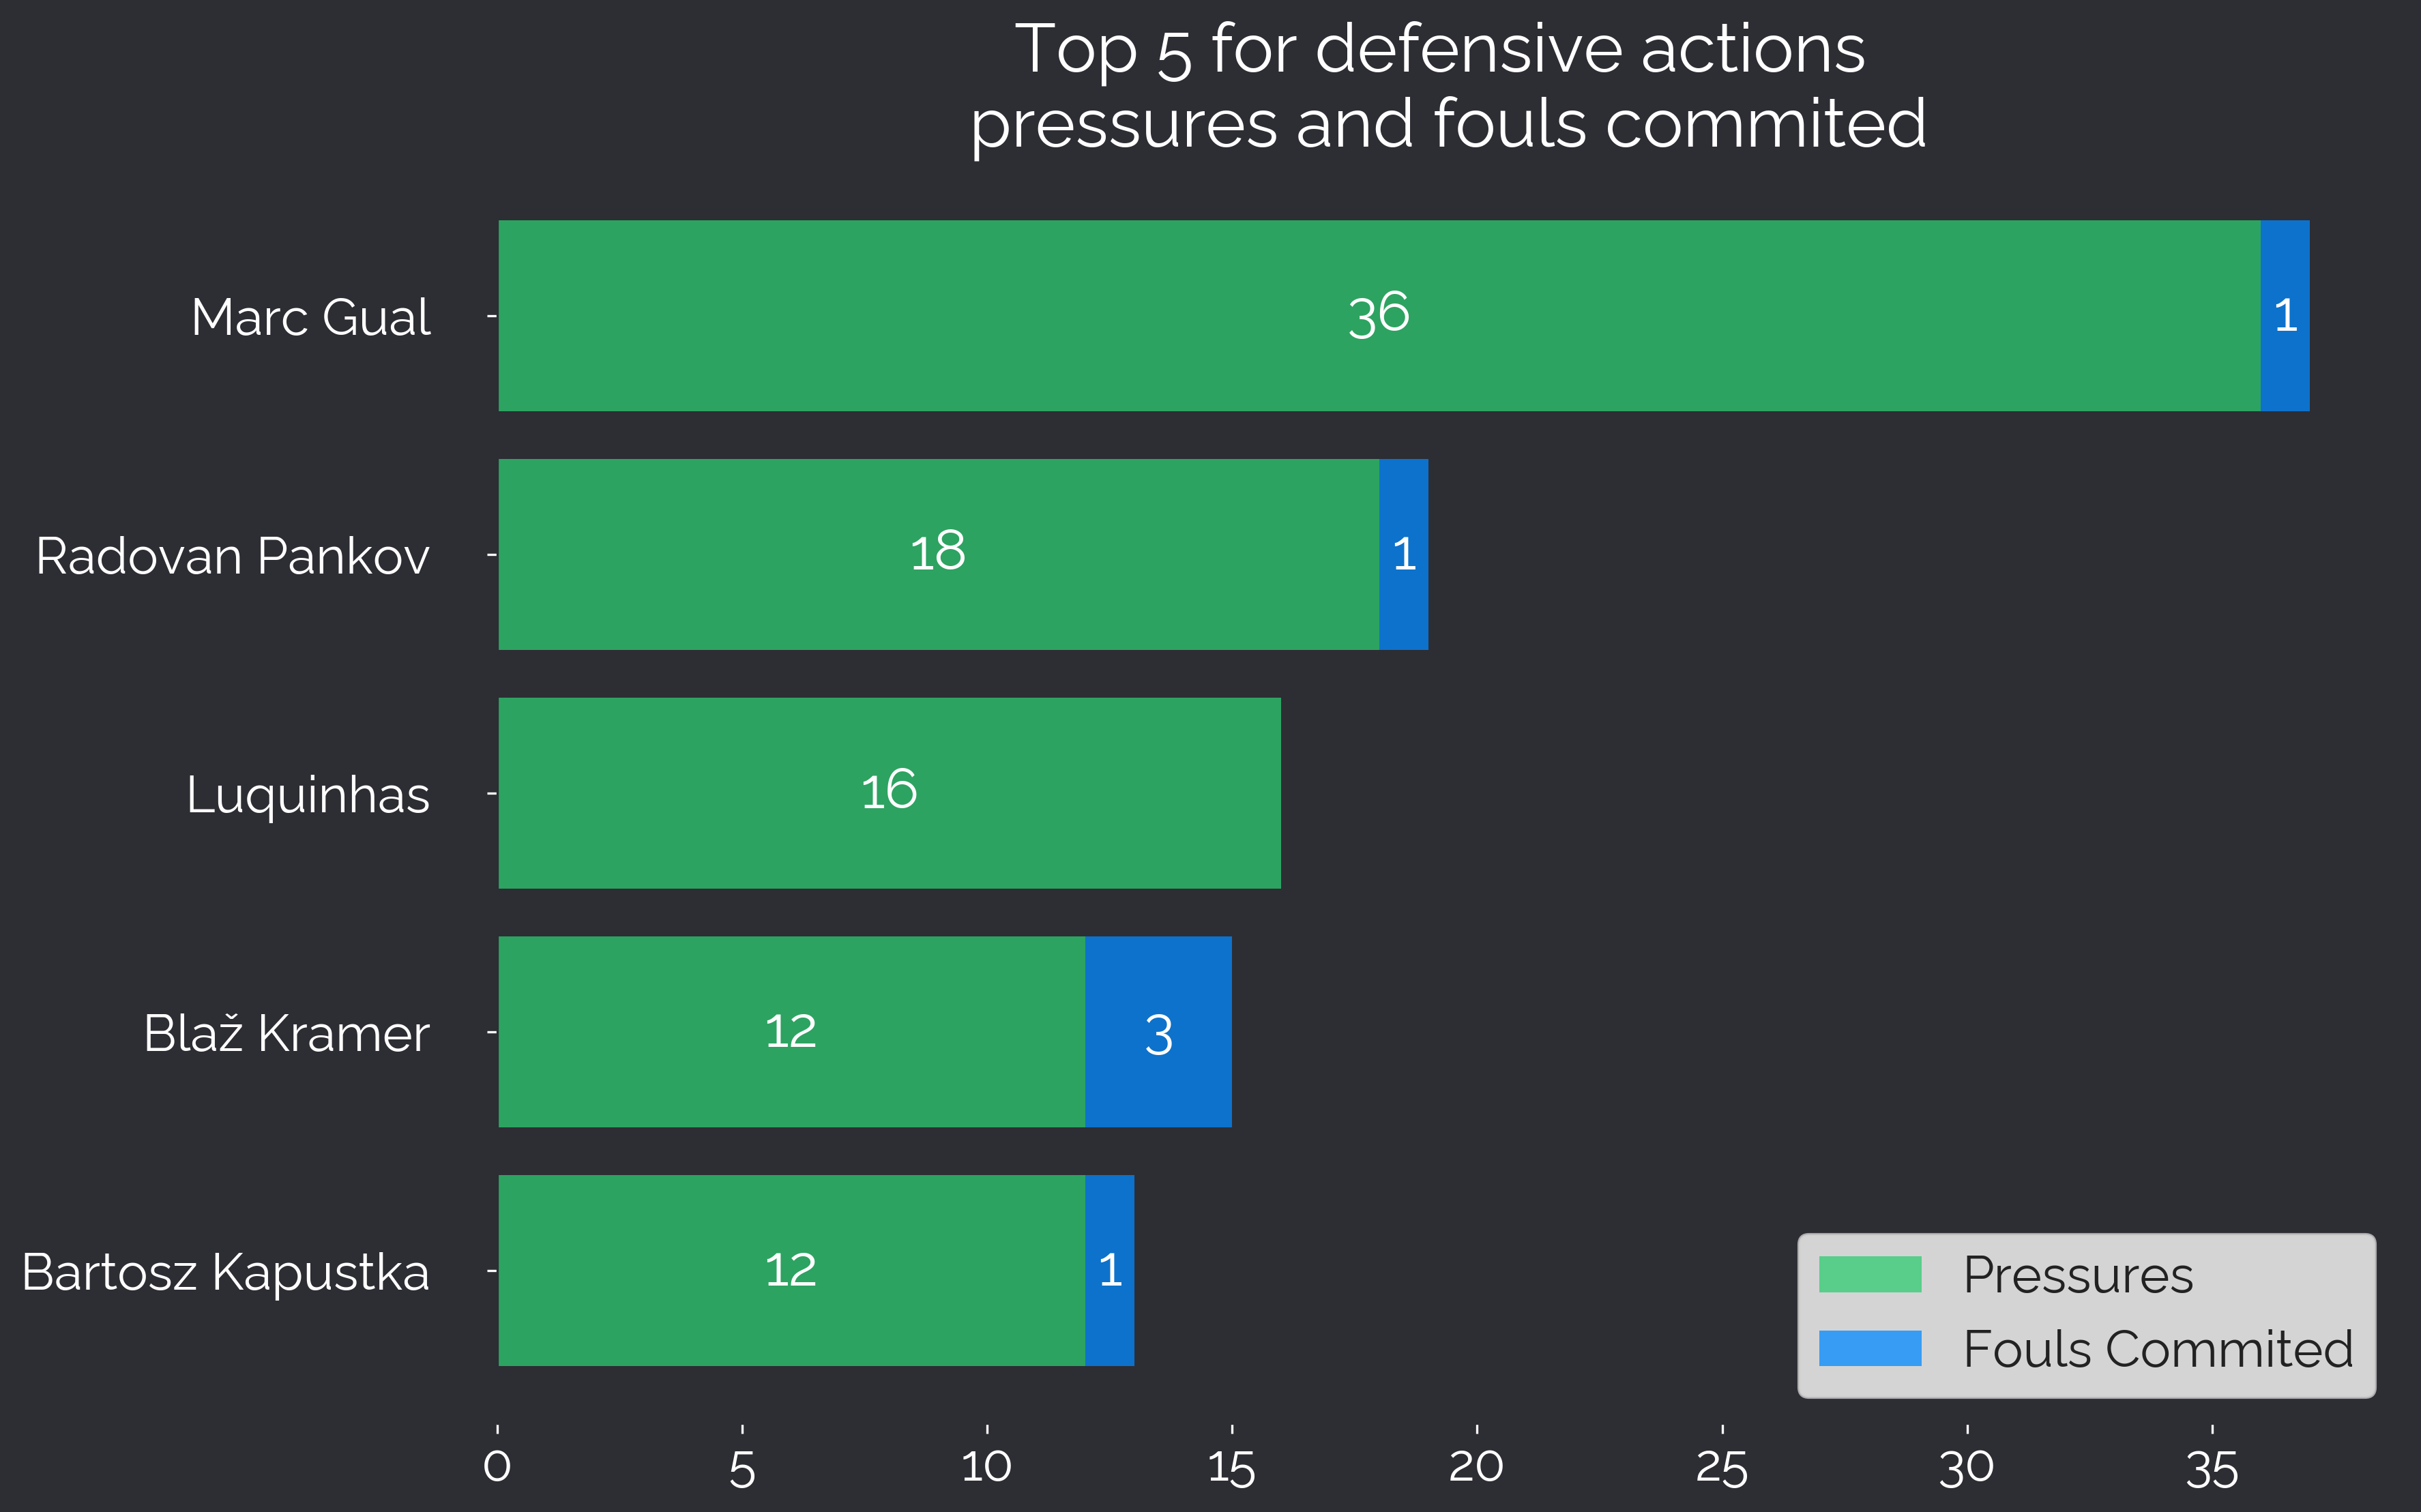 Top 5 for defensive actions
pressures and fouls commited
Marc Gual
36
1
Radovan Pankov
18
1
Luquinhas
16
Blaž Kramer
12
3
Bartosz Kapustka
12
1
Pressures
Fouls Commited
0 5 10 15 20 25 30 35